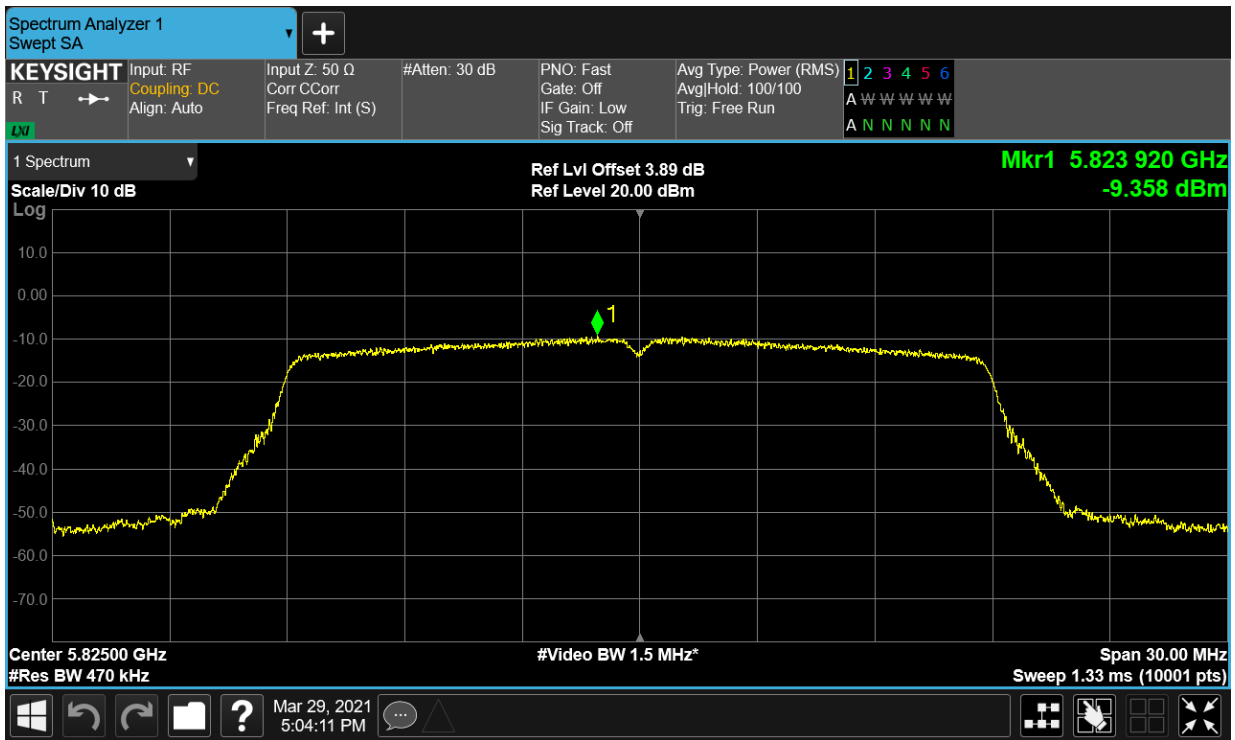 Spectrum Analyzer 1
Swept SA
+
KEYSIGHT
R T
LXI
Input: RF
Coupling: DC
Align: Auto
Input Z: 50 Ω
Corr CCorr
Freq Ref: Int (S)
#Atten: 30 dB
PNO: Fast
Gate: Off
IF Gain: Low
Sig Track: Off
Avg Type: Power (RMS)
Avg|Hold: 100/100
Trig: Free Run
1 2 3 4 5 6
A W W W W W
A N N N N N
1 Spectrum
Scale/Div 10 dB
Log
Ref Lvl Offset 3.89 dB
Ref Level 20.00 dBm
Mkr1 5.823 920 GHz
-9.358 dBm
1
10.0
0.00
-10.0
-20.0
-30.0
-40.0
-50.0
-60.0
-70.0
Center 5.82500 GHz
#Res BW 470 kHz
#Video BW 1.5 MHz*
Span 30.00 MHz
Sweep 1.33 ms (10001 pts)
?
Mar 29, 2021
5:04:11 PM